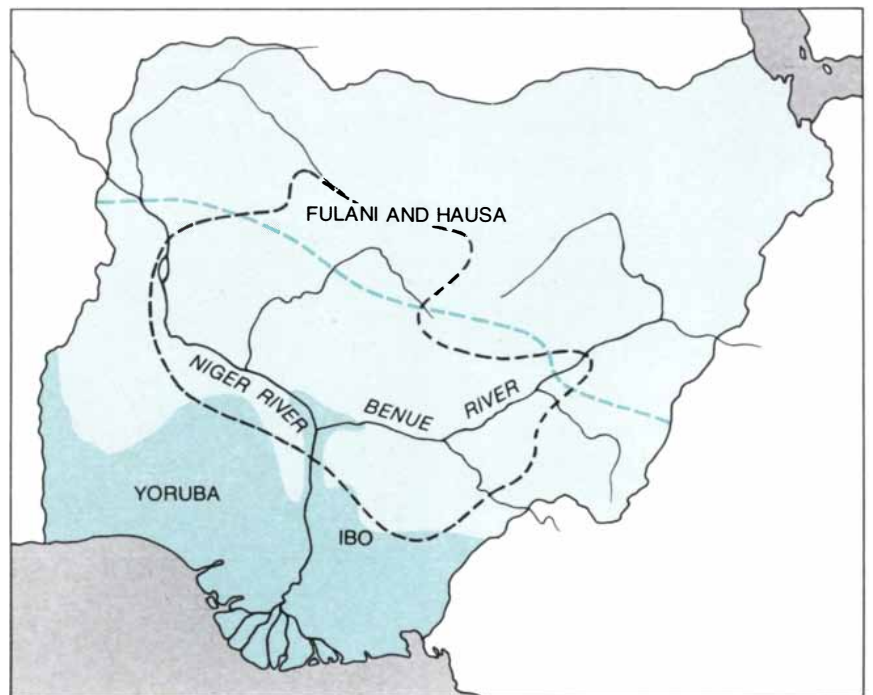 FULANI AND HAUSA
NIGER RIVER
BENUE RIVER
YORUBA
IBO